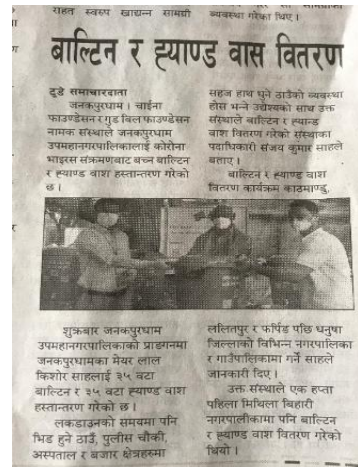 राहत स्वरूप खाद्यन्न सामग्री
व्यवस्था गरेका थिए ।
बाल्टिन र ह्याण्ड वास वितरण
टुडे समाचारदाता
जनकपुरधाम । चाईना
फाउण्डेसन र गुड विल फाउण्डेसन
नामक संस्थाले जनकपुरधाम
उपमहानगरपालिकालाई कोरोना
भाइरस संक्रमणबाट बच्न बाल्टिन
र ह्याण्ड वाश हस्तान्तरण गरेको
छ ।
सहज हाथ धुने ठाउँको व्यवस्था
होस भन्ने उद्येश्यको साथ उक्त
संस्थाले बाल्टिन र ह्यान्ड
वाश वितरण गरेको संस्थाका
पदाधिकारी संजय कुमार साहले
बताए ।
बाल्टिन र ह्याण्ड वाश
वितरण कार्यक्रम काठमाण्डु,
शुक्रबार जनकपुरधाम
उपमहानगरपालिकाको प्राङगनमा
जनकपुरधामका मेयर लाल
किशोर साहलाई ३५ वटा
बाल्टिन र ३५ वटा ह्याण्ड वाश
हस्तान्तरण गरेको छ ।
लकडाउनको समयमा पनि
भिड हुने ठाउँ, पुलीस चौकी,
अस्पताल र बजार क्षेत्रहरुमा
ललितपुर र फर्पिङ पछि धनुषा
जिल्लाको विभिन्न नगरपालिका
र गाउँपालिकामा गर्ने साहले
जानकारी दिए ।
उक्त संस्थाले एक हप्ता
पहिला मिथिला बिहारी
नगरपालीकामा पनि बाल्टिन
र ह्याण्ड वाश वितरण गरेको
थियो ।